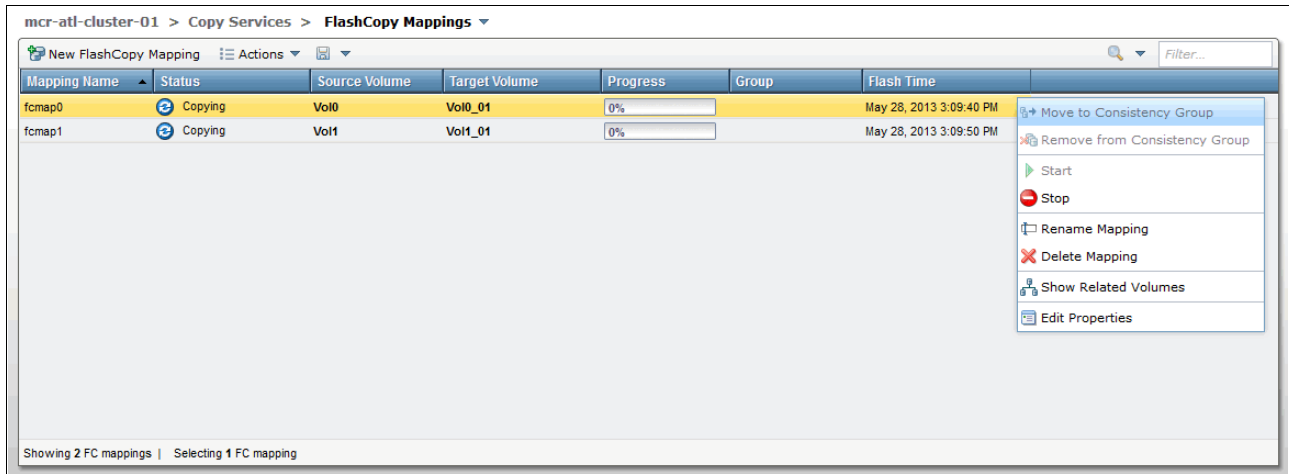 mcr-atl-cluster-01 > Copy Services > FlashCopy Mappings
New FlashCopy Mapping Actions Filter...
Mapping Name Status Source Volume Target Volume Progress Group Flash Time
fcmap0 Copying Vol0 Vol0_01 0% May 28, 2013 3:09:40 PM
fcmap1 Copying Vol1 Vol1_01 0% May 28, 2013 3:09:50 PM
Move to Consistency Group
Remove from Consistency Group
Start
Stop
Rename Mapping
Delete Mapping
Show Related Volumes
Edit Properties
Showing 2 FC mappings | Selecting 1 FC mapping